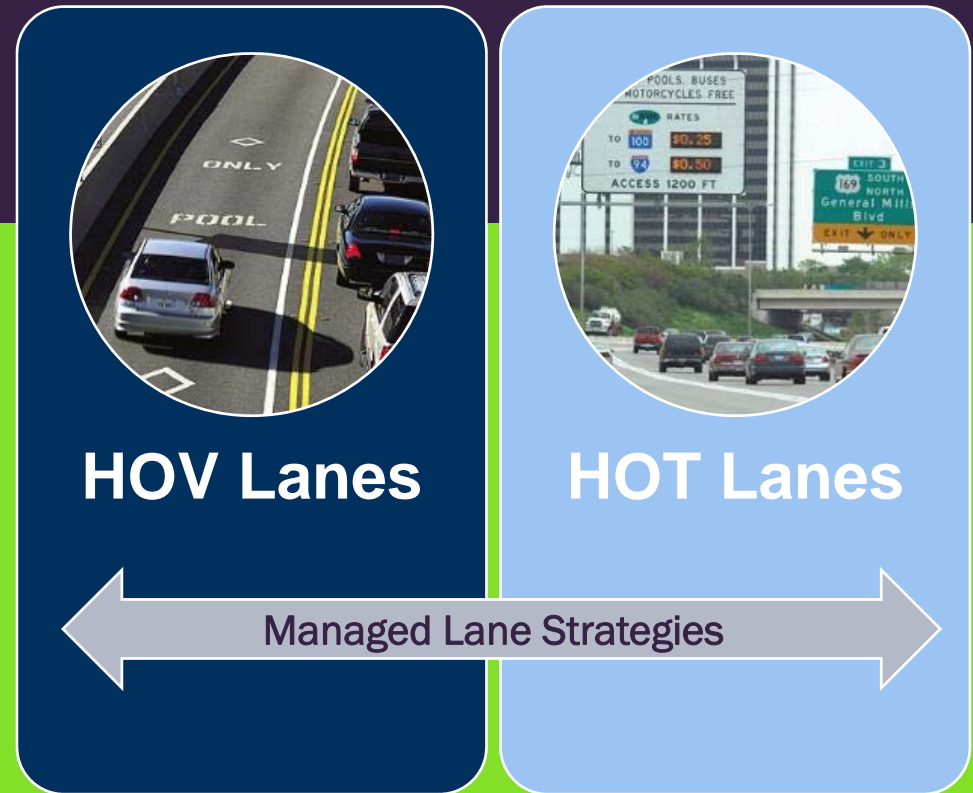 ONLY
POOL
POOLS, BUSES
MOTORCYCLES FREE
RATES
TO 100 $0.25
TO 94 $0.50
ACCESS 1200 FT
EXIT 3
169 SOUTH
NORTH
General Mill
Blvd
EXIT ONLY
HOV Lanes
HOT Lanes
Managed Lane Strategies